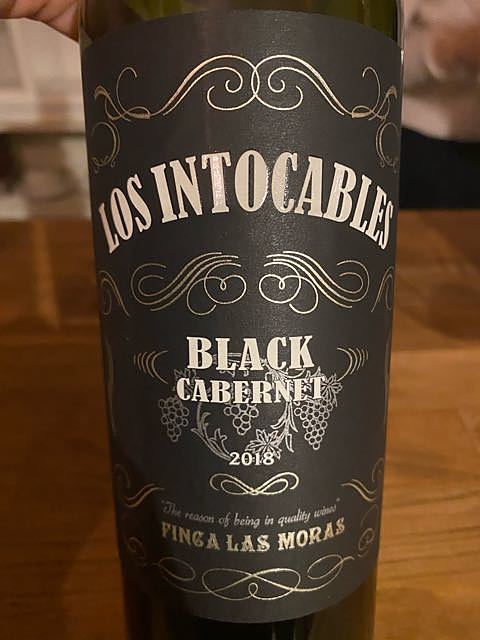 LOS INTOCABLES
BLACK
CABERNET
2018
"The reason of being in quality wines"
FINCA LAS MORAS